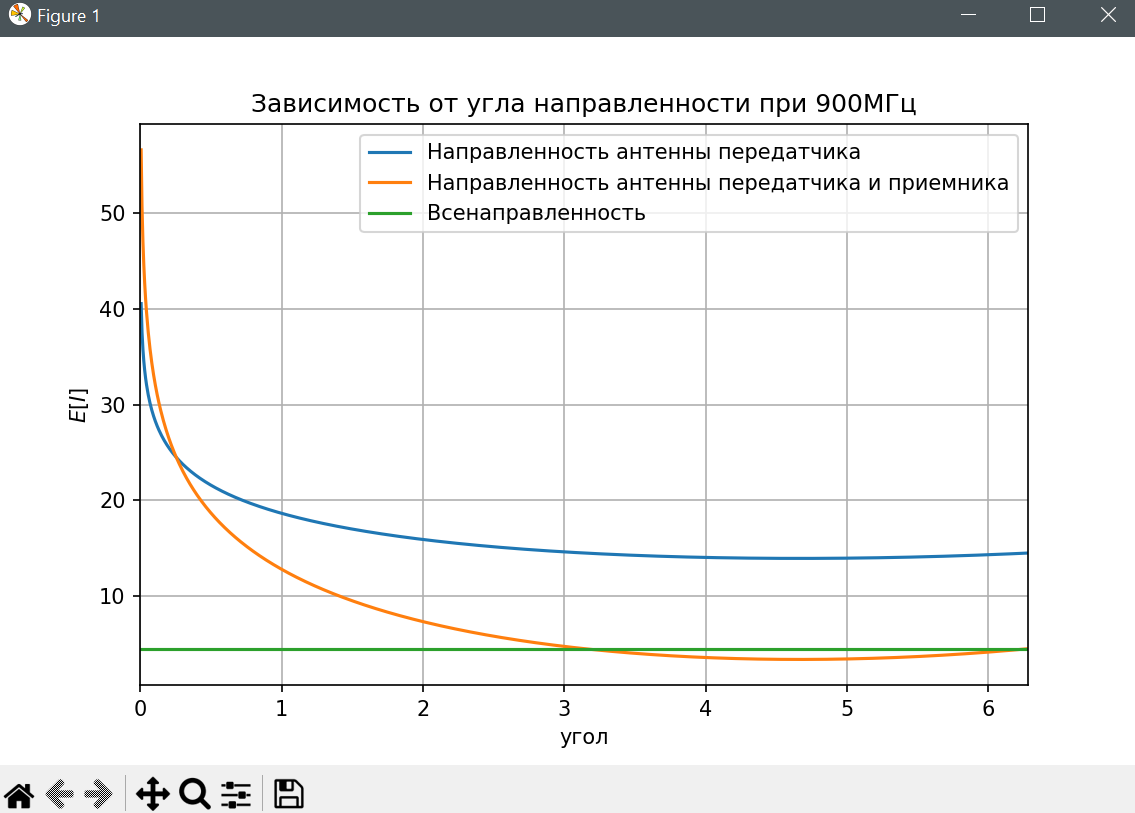 Figure 1
Зависимость от угла направленности при 900МГц
Направленность антенны передатчика
Направленность антенны передатчика и приемника
Всенаправленность
50
40
30
20
10
E[I]
0 1 2 3 4 5 6
угол